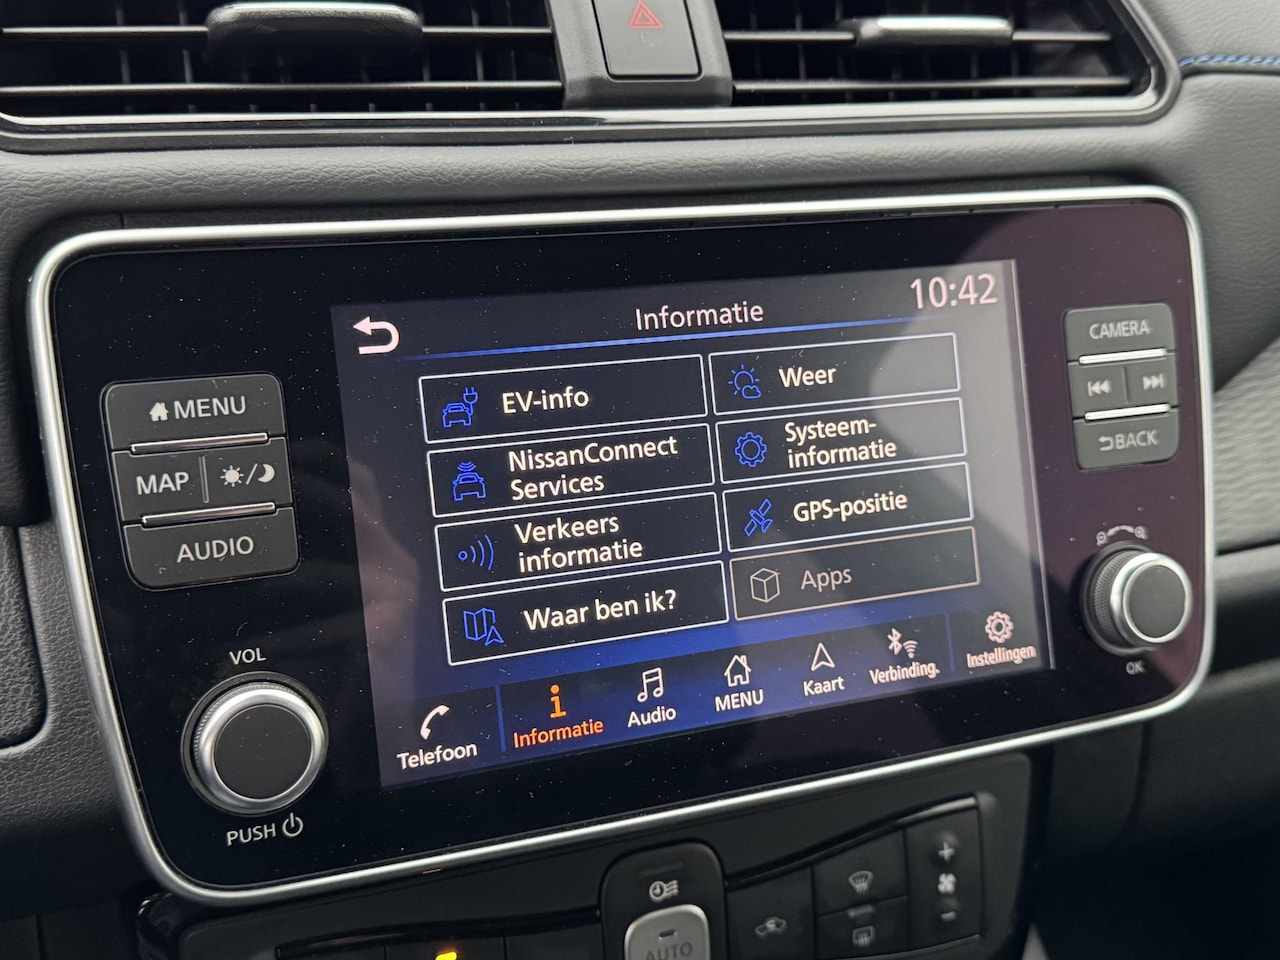 Informatie
10:42
EV-info
Weer
NissanConnect
Services
Systeem-
informatie
Verkeers
informatie
GPS-positie
Waar ben ik?
Apps
Telefoon
Informatie
Audio
MENU
Kaart
Verbinding.
Instellingen
MENU
MAP
AUDIO
VOL
PUSH
CAMERA
BACK
OK
AUTO